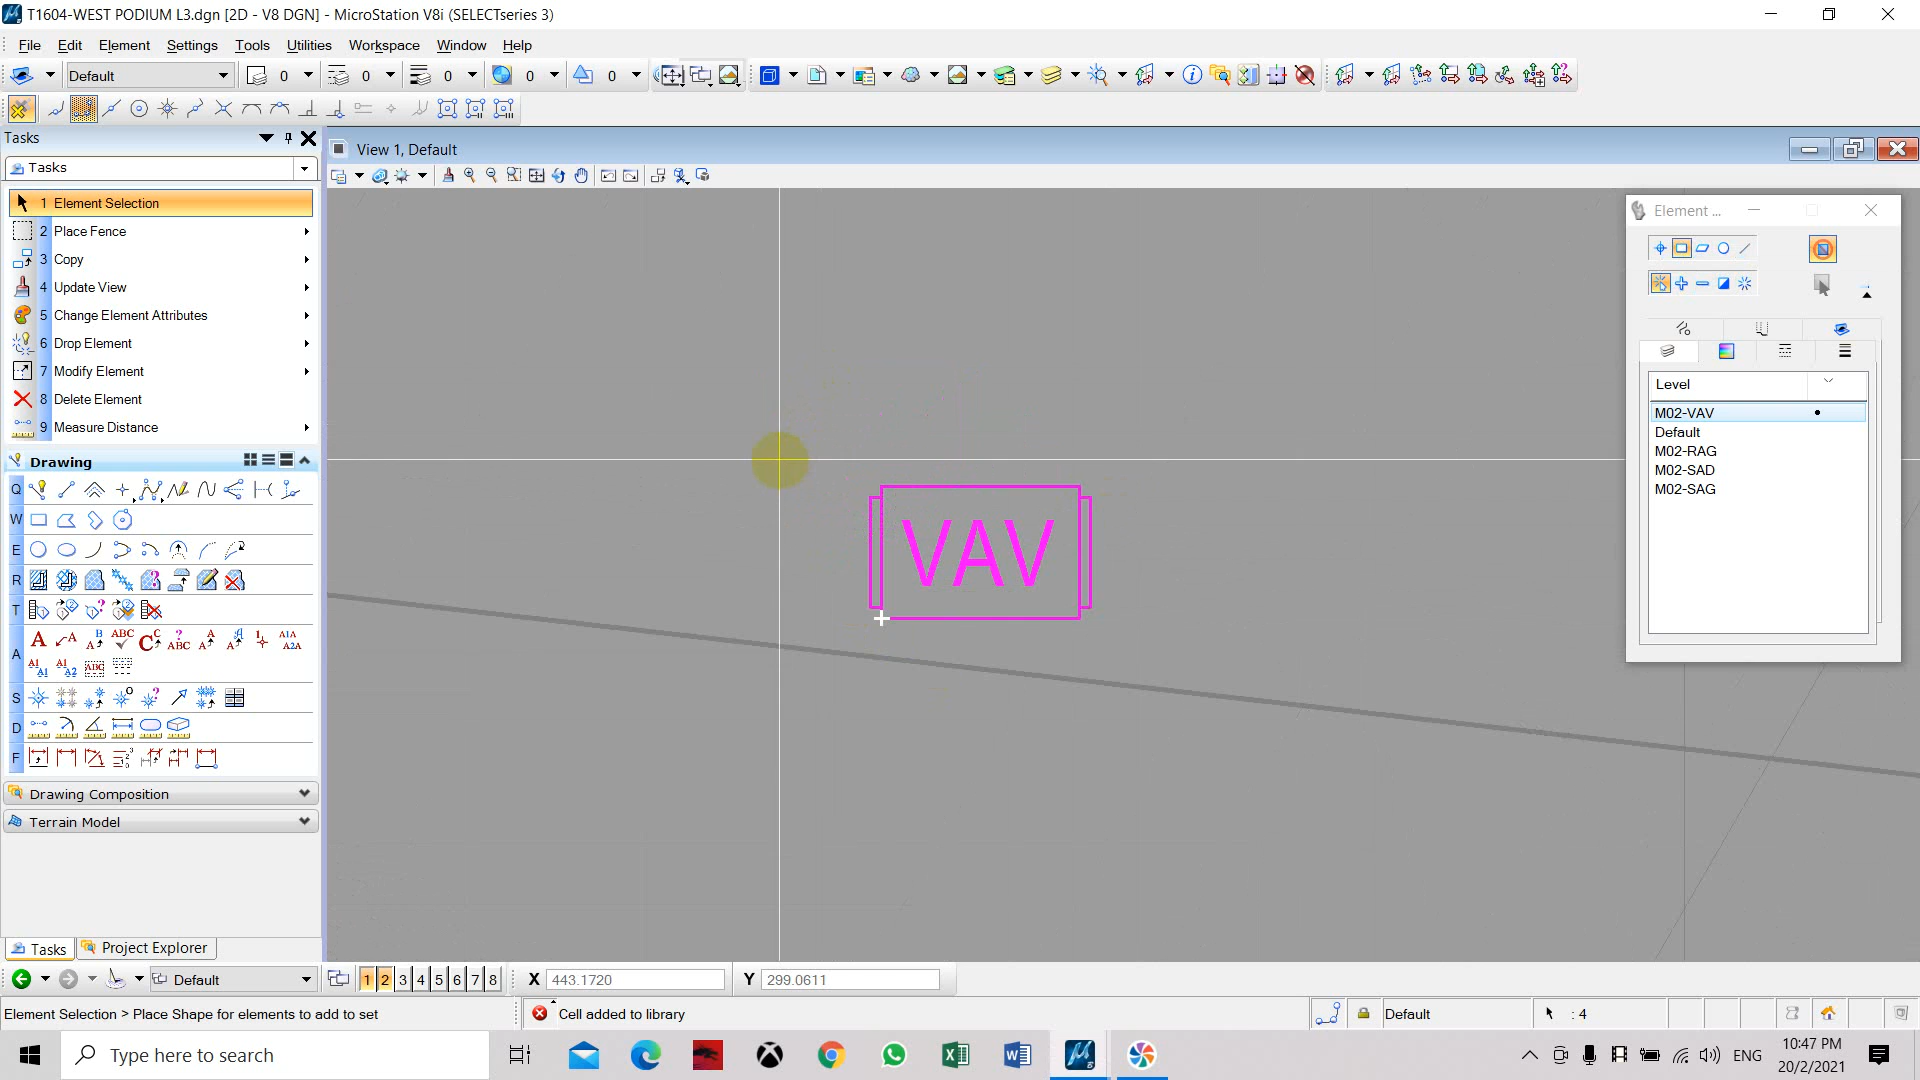 T1604-WEST PODIUM L3.dgn [2D - V8 DGN] - MicroStation V8i (SELECTseries 3)
File Edit Element Settings Tools Utilities Workspace Window Help
Default 0 0 0 0 0
Tasks
View 1, Default
Tasks
1 Element Selection
2 Place Fence
3 Copy
4 Update View
5 Change Element Attributes
6 Drop Element
7 Modify Element
8 Delete Element
9 Measure Distance
Drawing
Q
W
E
R
T
A
S
D
F
Drawing Composition
Terrain Model
Tasks Project Explorer
VAV
Element ...
Level
M02-VAV
Default
M02-RAG
M02-SAD
M02-SAG
Default 1 2 3 4 5 6 7 8 X 443.1720 Y 299.0611
Element Selection > Place Shape for elements to add to set Cell added to library Default : 4
Type here to search ENG 10:47 PM
20/2/2021